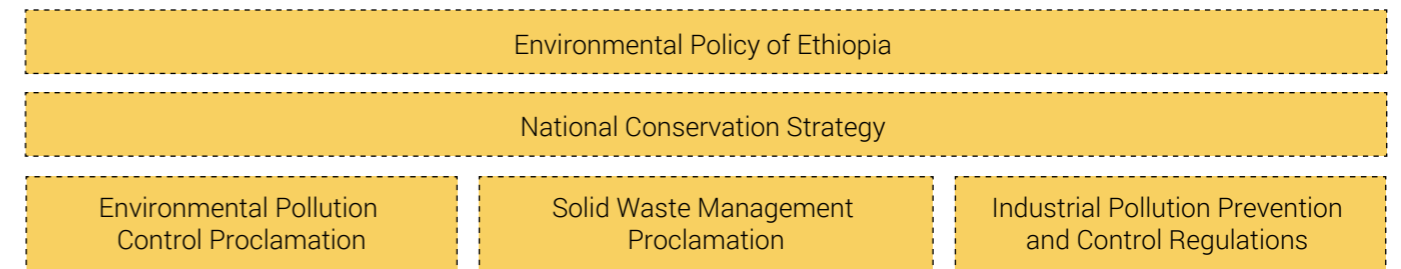 Environmental Policy of Ethiopia
National Conservation Strategy
Environmental Pollution
Control Proclamation
Solid Waste Management
Proclamation
Industrial Pollution Prevention
and Control Regulations